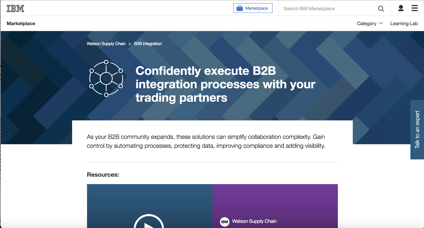 IBM
Marketplace
Search IBM Marketplace
Marketplace
Category
Learning Lab
Watson Supply Chain > B2B Integration
Confidently execute B2B
integration processes with your
trading partners
As your B2B community expands, these solutions can simplify collaboration complexity. Gain
control by automating processes, protecting data, improving compliance and adding visibility.
Talk to an expert
Resources:
IBM
Watson Supply Chain